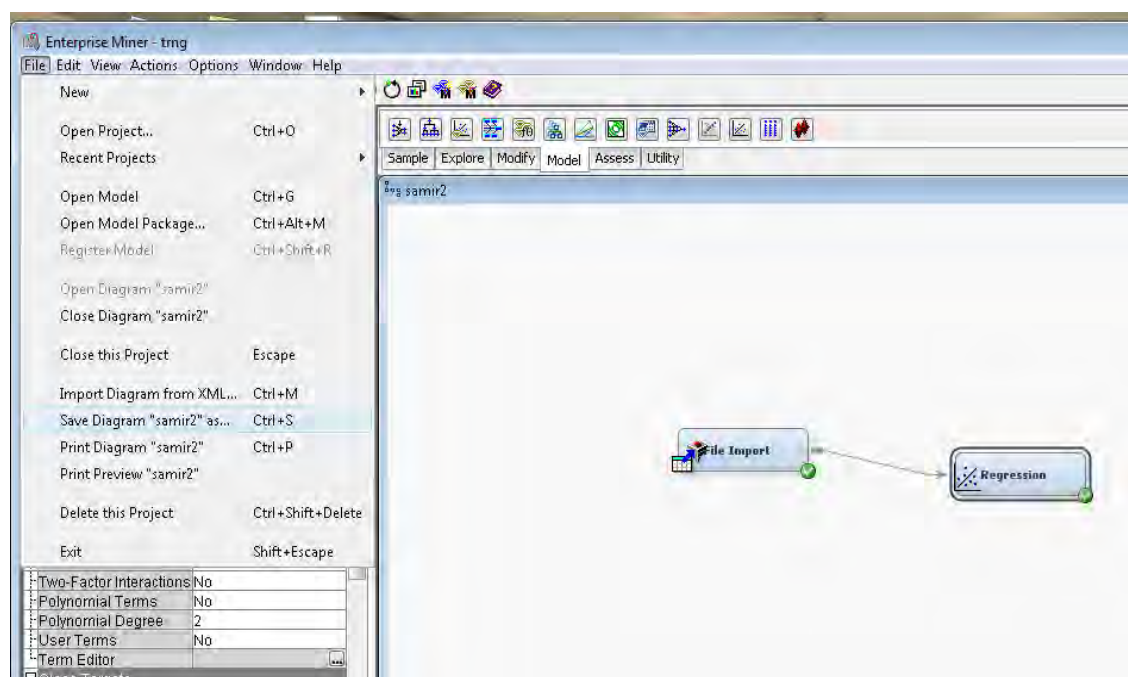 Enterprise Miner - trng
File Edit View Actions Options Window Help
New
Open Project... Ctrl+O
Recent Projects
Open Model Ctrl+G
Open Model Package... Ctrl+Alt+M
Register Model Ctrl+Shift+R
Open Diagram "samir2"
Close Diagram "samir2"
Close this Project Escape
Import Diagram from XML... Ctrl+M
Save Diagram "samir2" as... Ctrl+S
Print Diagram "samir2" Ctrl+P
Print Preview "samir2"
Delete this Project Ctrl+Shift+Delete
Exit Shift+Escape
Two-Factor Interactions No
Polynomial Terms No
Polynomial Degree 2
User Terms No
Term Editor ...
Sample Explore Modify Model Assess Utility
samir2
File Import
Regression